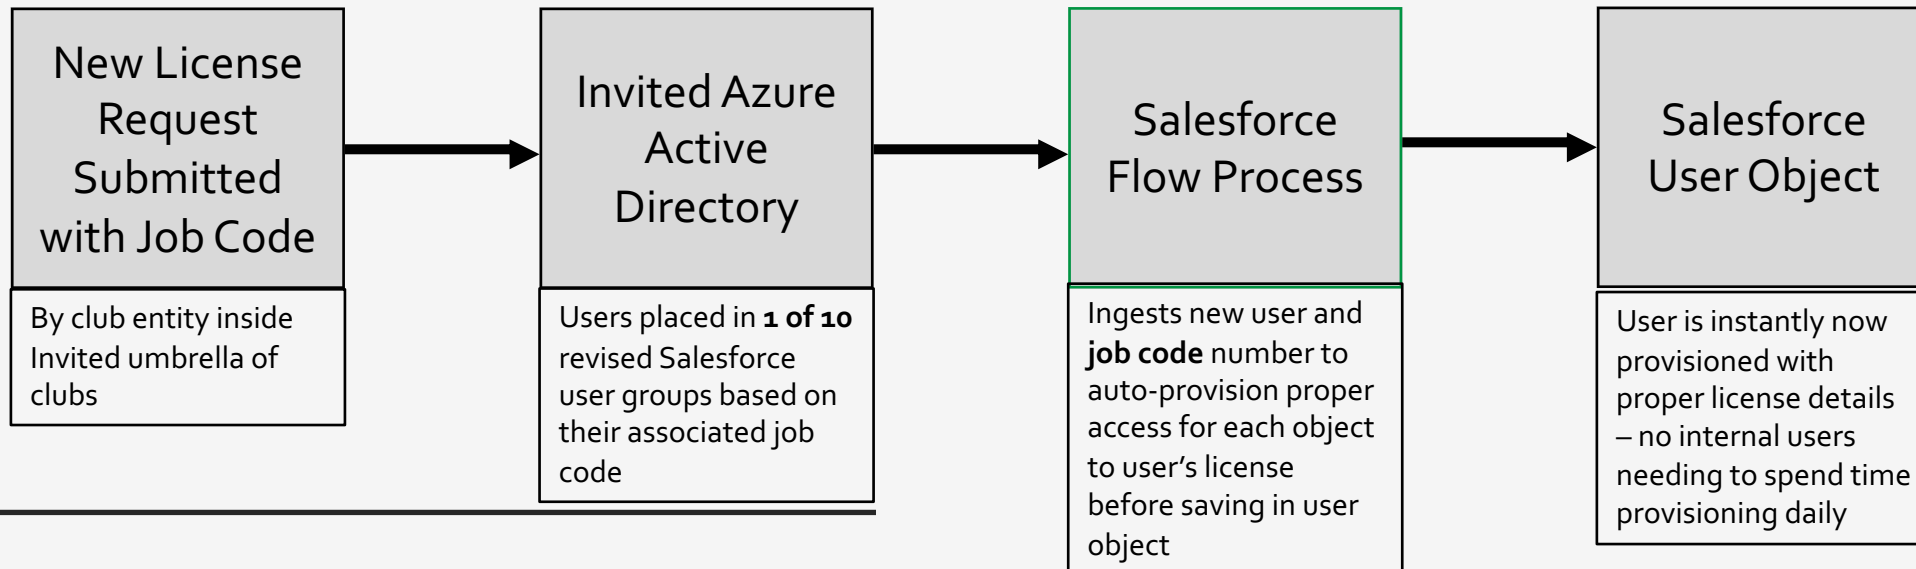 New License
Request
Submitted
with Job Code
By club entity inside
Invited umbrella of
clubs
Invited Azure
Active
Directory
Users placed in 1 of 10
revised Salesforce
user groups based on
their associated job
code
Salesforce
Flow Process
Ingests new user and
job code number to
auto-provision proper
access for each object
to user’s license
before saving in user
object
Salesforce
User Object
User is instantly now
provisioned with
proper license details
– no internal users
needing to spend time
provisioning daily